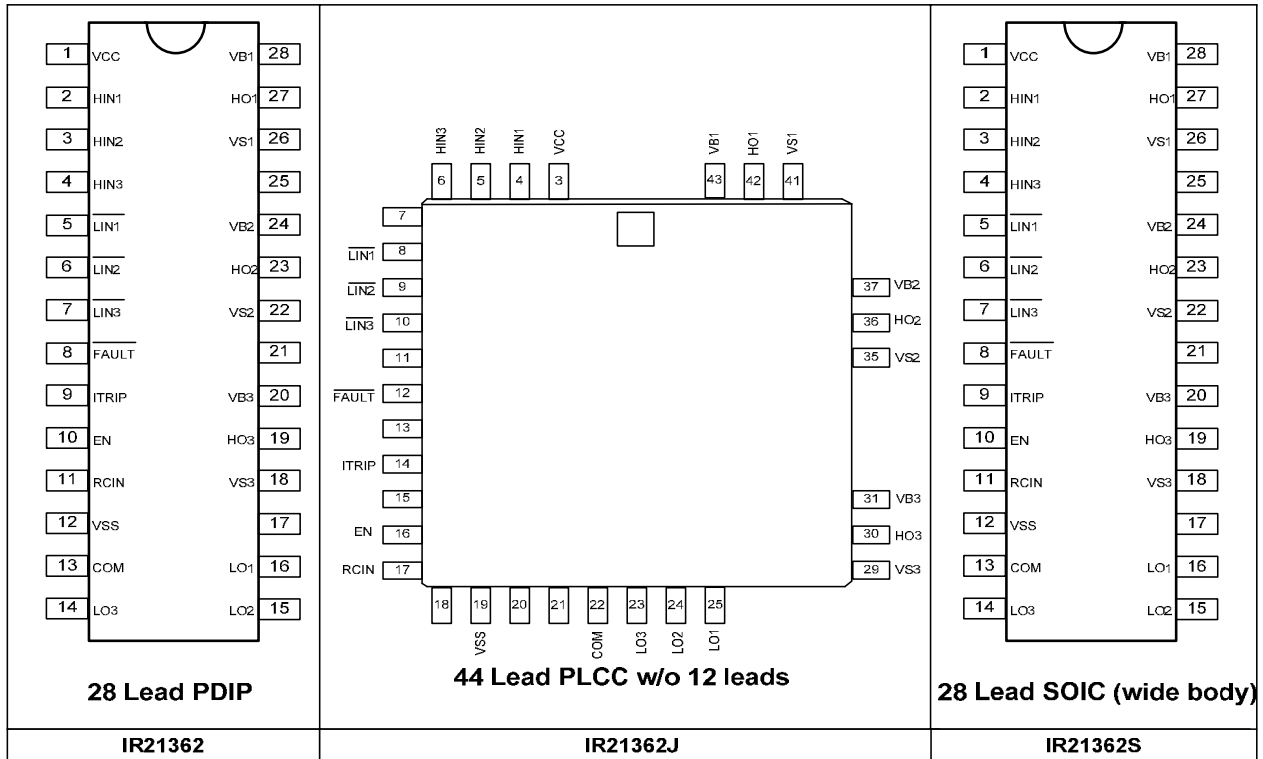 1 VCC VB1 28
2 HIN1 HO1 27
3 HIN2 VS1 26
4 HIN3 25
5 LIN1 VB2 24
6 LIN2 HO2 23
7 LIN3 VS2 22
8 FAULT 21
9 ITRIP VB3 20
10 EN HO3 19
11 RCIN VS3 18
12 VSS 17
13 COM LO1 16
14 LO3 LO2 15
28 Lead PDIP
IR21362
HIN3 HIN2 HIN1 VCC VB1 HO1 VS1
6 5 4 3 43 42 41
7
LIN1 8
LIN2 9 37 VB2
LIN3 10 36 HO2
11 35 VS2
FAULT 12
13
ITRIP 14
15 31 VB3
EN 16 30 HO3
RCIN 17 29 VS3
18 19 20 21 22 23 24 25
VSS COM LO3 LO2 LO1
44 Lead PLCC w/o 12 leads
IR21362J
1 VCC VB1 28
2 HIN1 HO1 27
3 HIN2 VS1 26
4 HIN3 25
5 LIN1 VB2 24
6 LIN2 HO2 23
7 LIN3 VS2 22
8 FAULT 21
9 ITRIP VB3 20
10 EN HO3 19
11 RCIN VS3 18
12 VSS 17
13 COM LO1 16
14 LO3 LO2 15
28 Lead SOIC (wide body)
IR21362S